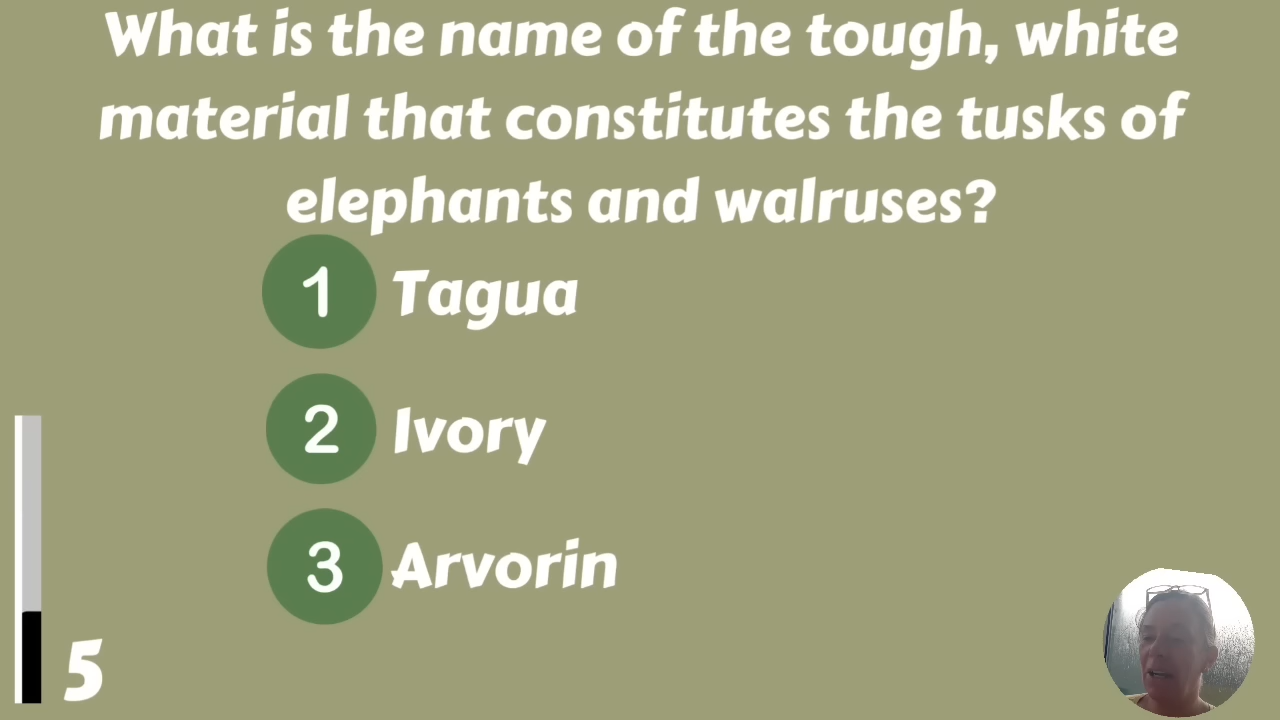 What is the name of the tough, white
material that constitutes the tusks of
elephants and walruses?
1 Tagua
2 Ivory
3 Arvorin
5